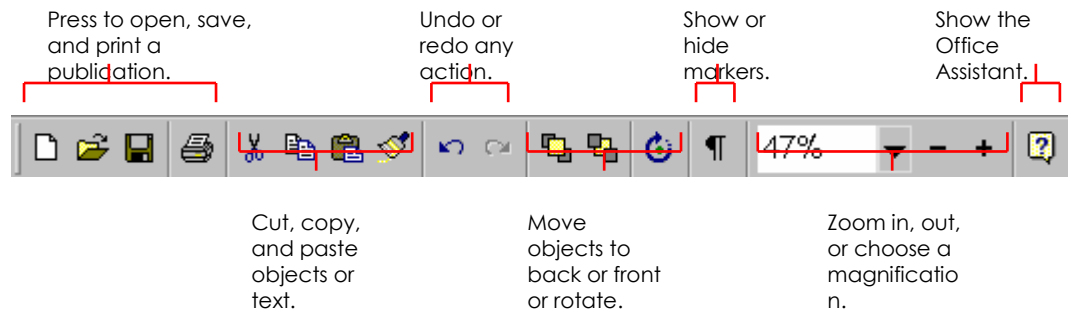 Press to open, save,
and print a
publication.
Undo or
redo any
action.
Show or
hide
markers.
Show the
Office
Assistant.
¶
47%
Cut, copy,
and paste
objects or
text.
Move
objects to
back or front
or rotate.
Zoom in, out,
or choose a
magnificatio
n.